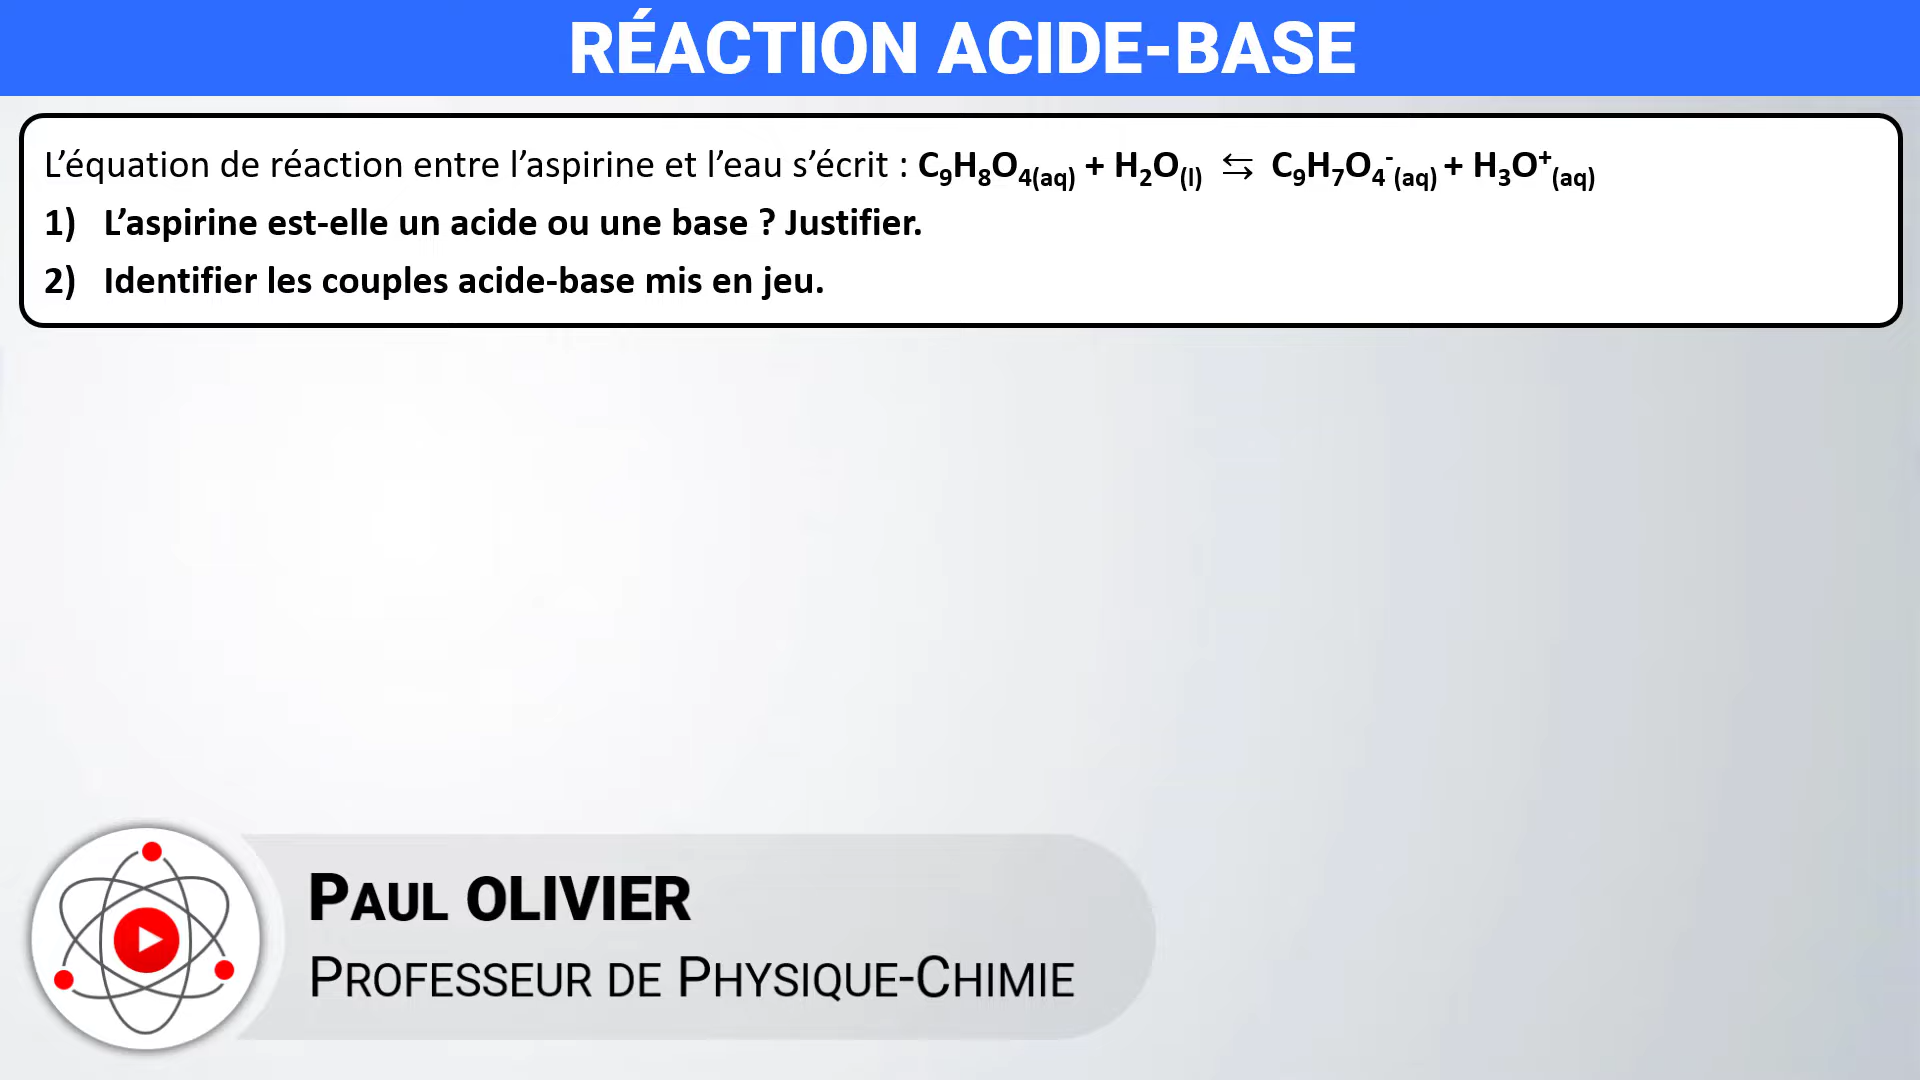 RÉACTION ACIDE-BASE
L’équation de réaction entre l’aspirine et l’eau s’écrit : C₉H₈O₄(aq) + H₂O(l) ⇆ C₉H₇O₄⁻(aq) + H₃O⁺(aq)
1) L’aspirine est-elle un acide ou une base ? Justifier.
2) Identifier les couples acide-base mis en jeu.
PAUL OLIVIER
PROFESSEUR DE PHYSIQUE-CHIMIE